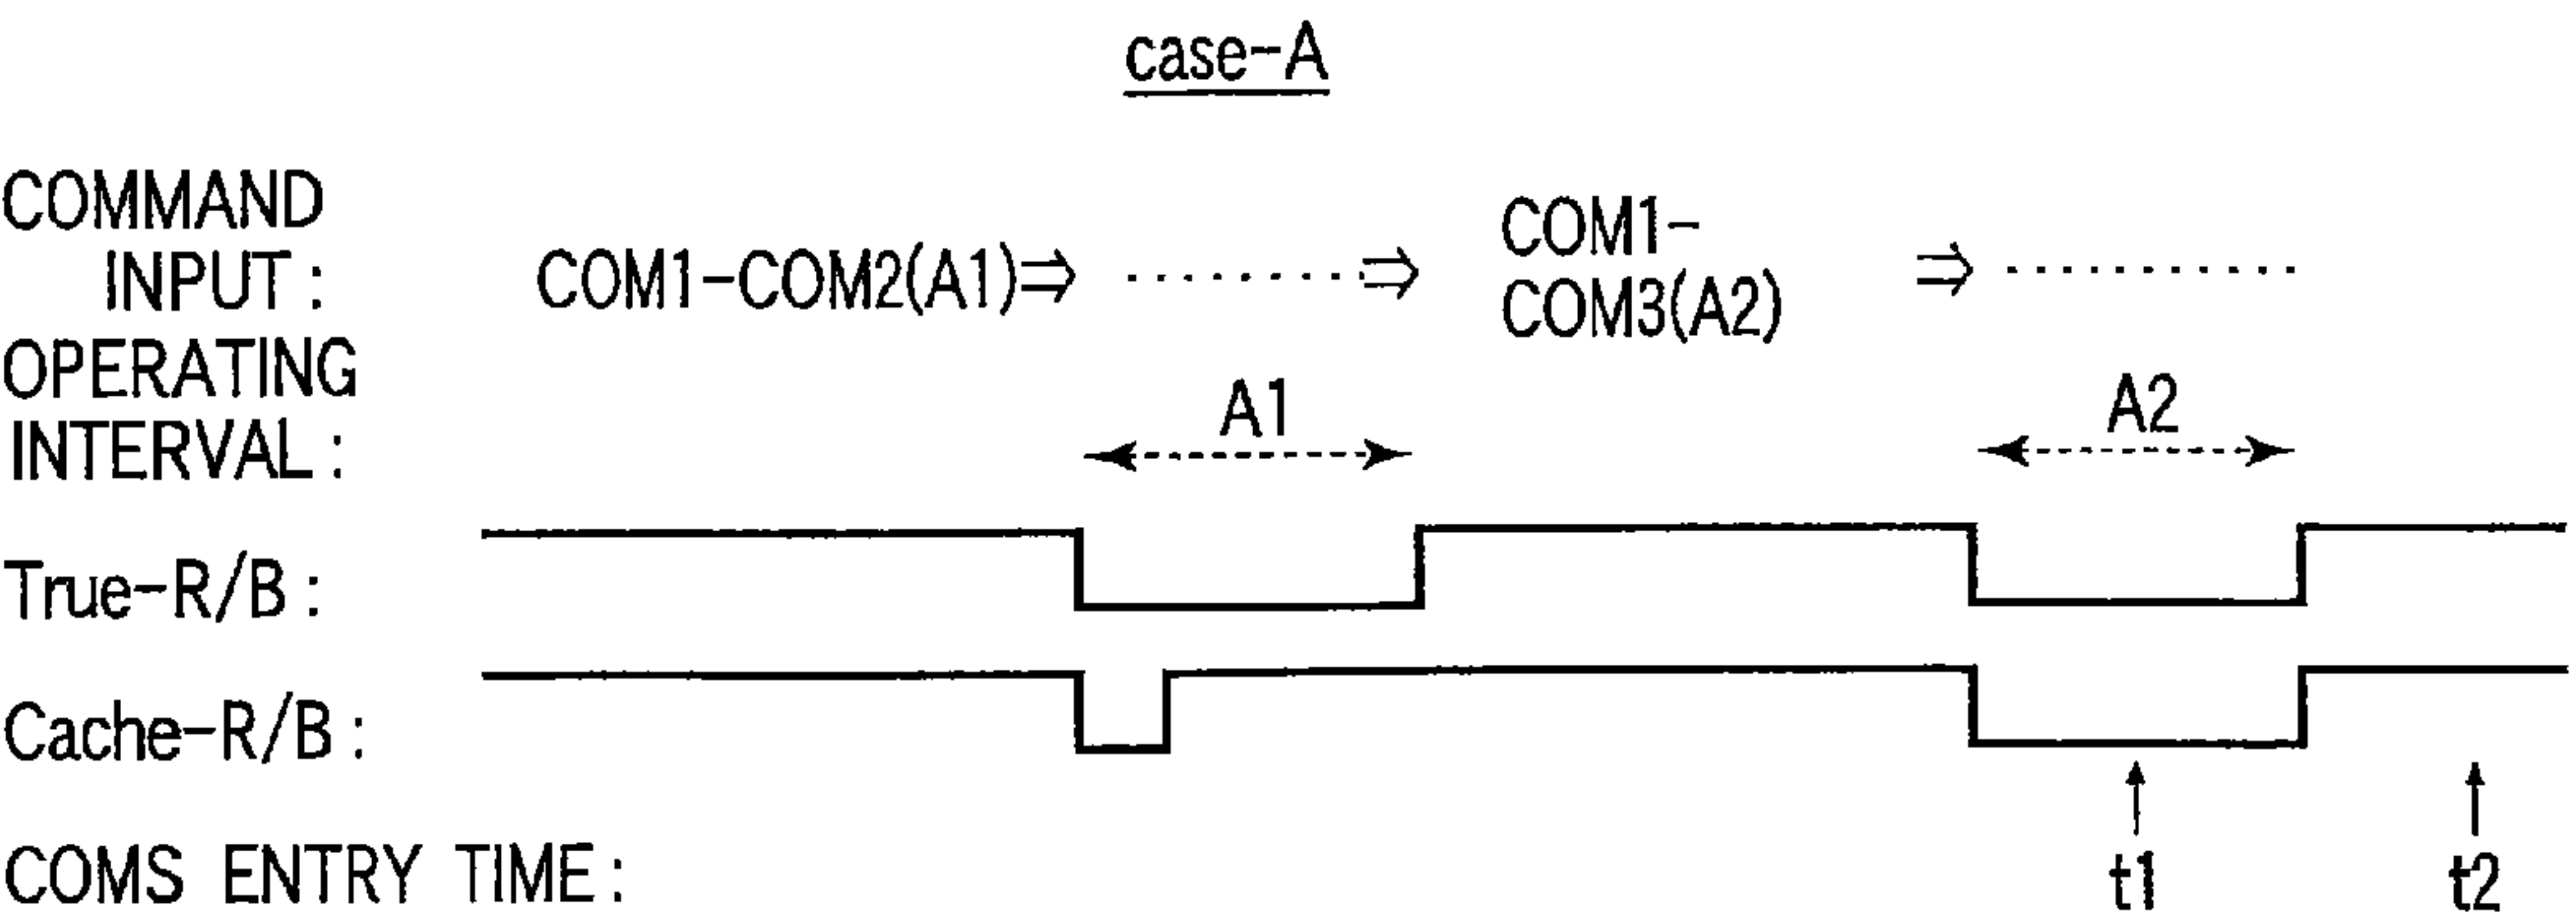 case-A
COMMAND
INPUT :
COM1-COM2(A1)⇒ ········⇒
COM1-
COM3(A2)
⇒ ···········
OPERATING
INTERVAL :
A1
A2
True-R/B :
Cache-R/B :
COMS ENTRY TIME :
t1
t2